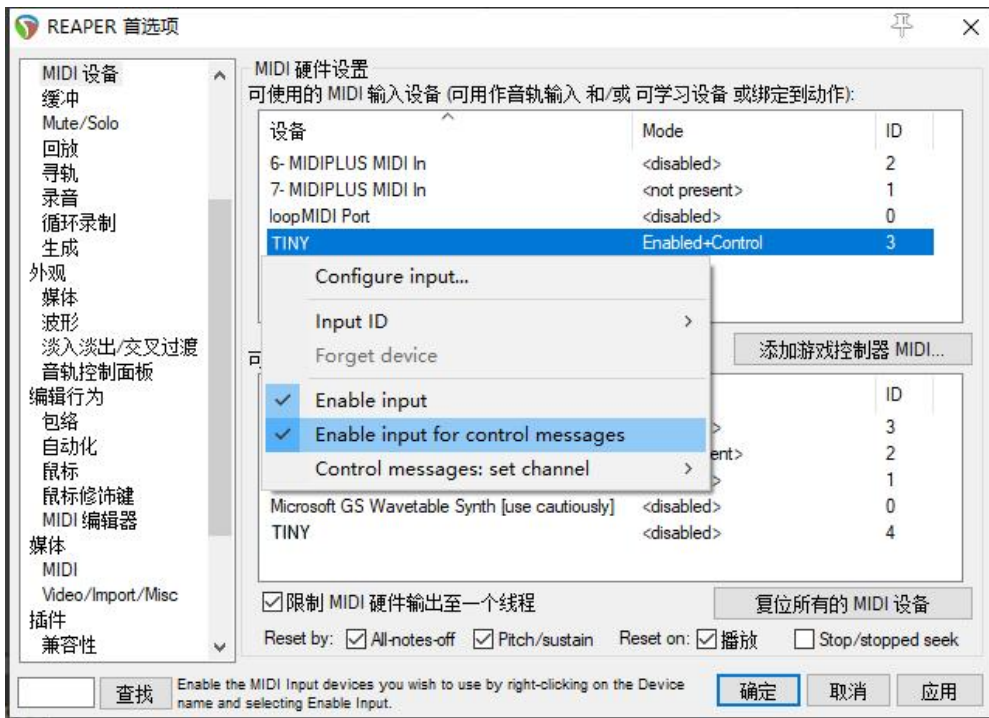 REAPER 首选项
MIDI 设备
缓冲
Mute/Solo
回放
寻轨
录音
循环录制
生成
外观
媒体
波形
淡入淡出/交叉过渡
音轨控制面板
编辑行为
包络
自动化
鼠标
鼠标修饰键
MIDI 编辑器
媒体
MIDI
Video/Import/Misc
插件
兼容性
MIDI 硬件设置
可使用的 MIDI 输入设备 (可用作音轨输入 和/或 可学习设备 或绑定到动作):
设备 Mode ID
6- MIDIPLUS MIDI In <disabled> 2
7- MIDIPLUS MIDI In <not present> 1
loopMIDI Port <disabled> 0
TINY Enabled+Control 3
Configure input...
Input ID
Forget device
Enable input
Enable input for control messages
Control messages: set channel
添加游戏控制器 MIDI...
ID
> 3
ent> 2
> 1
Microsoft GS Wavetable Synth [use cautiously] <disabled> 0
TINY <disabled> 4
限制 MIDI 硬件输出至一个线程
复位所有的 MIDI 设备
Reset by: All-notes-off Pitch/sustain Reset on: 播放 Stop/stopped seek
查找
Enable the MIDI Input devices you wish to use by right-clicking on the Device
name and selecting Enable Input.
确定 取消 应用